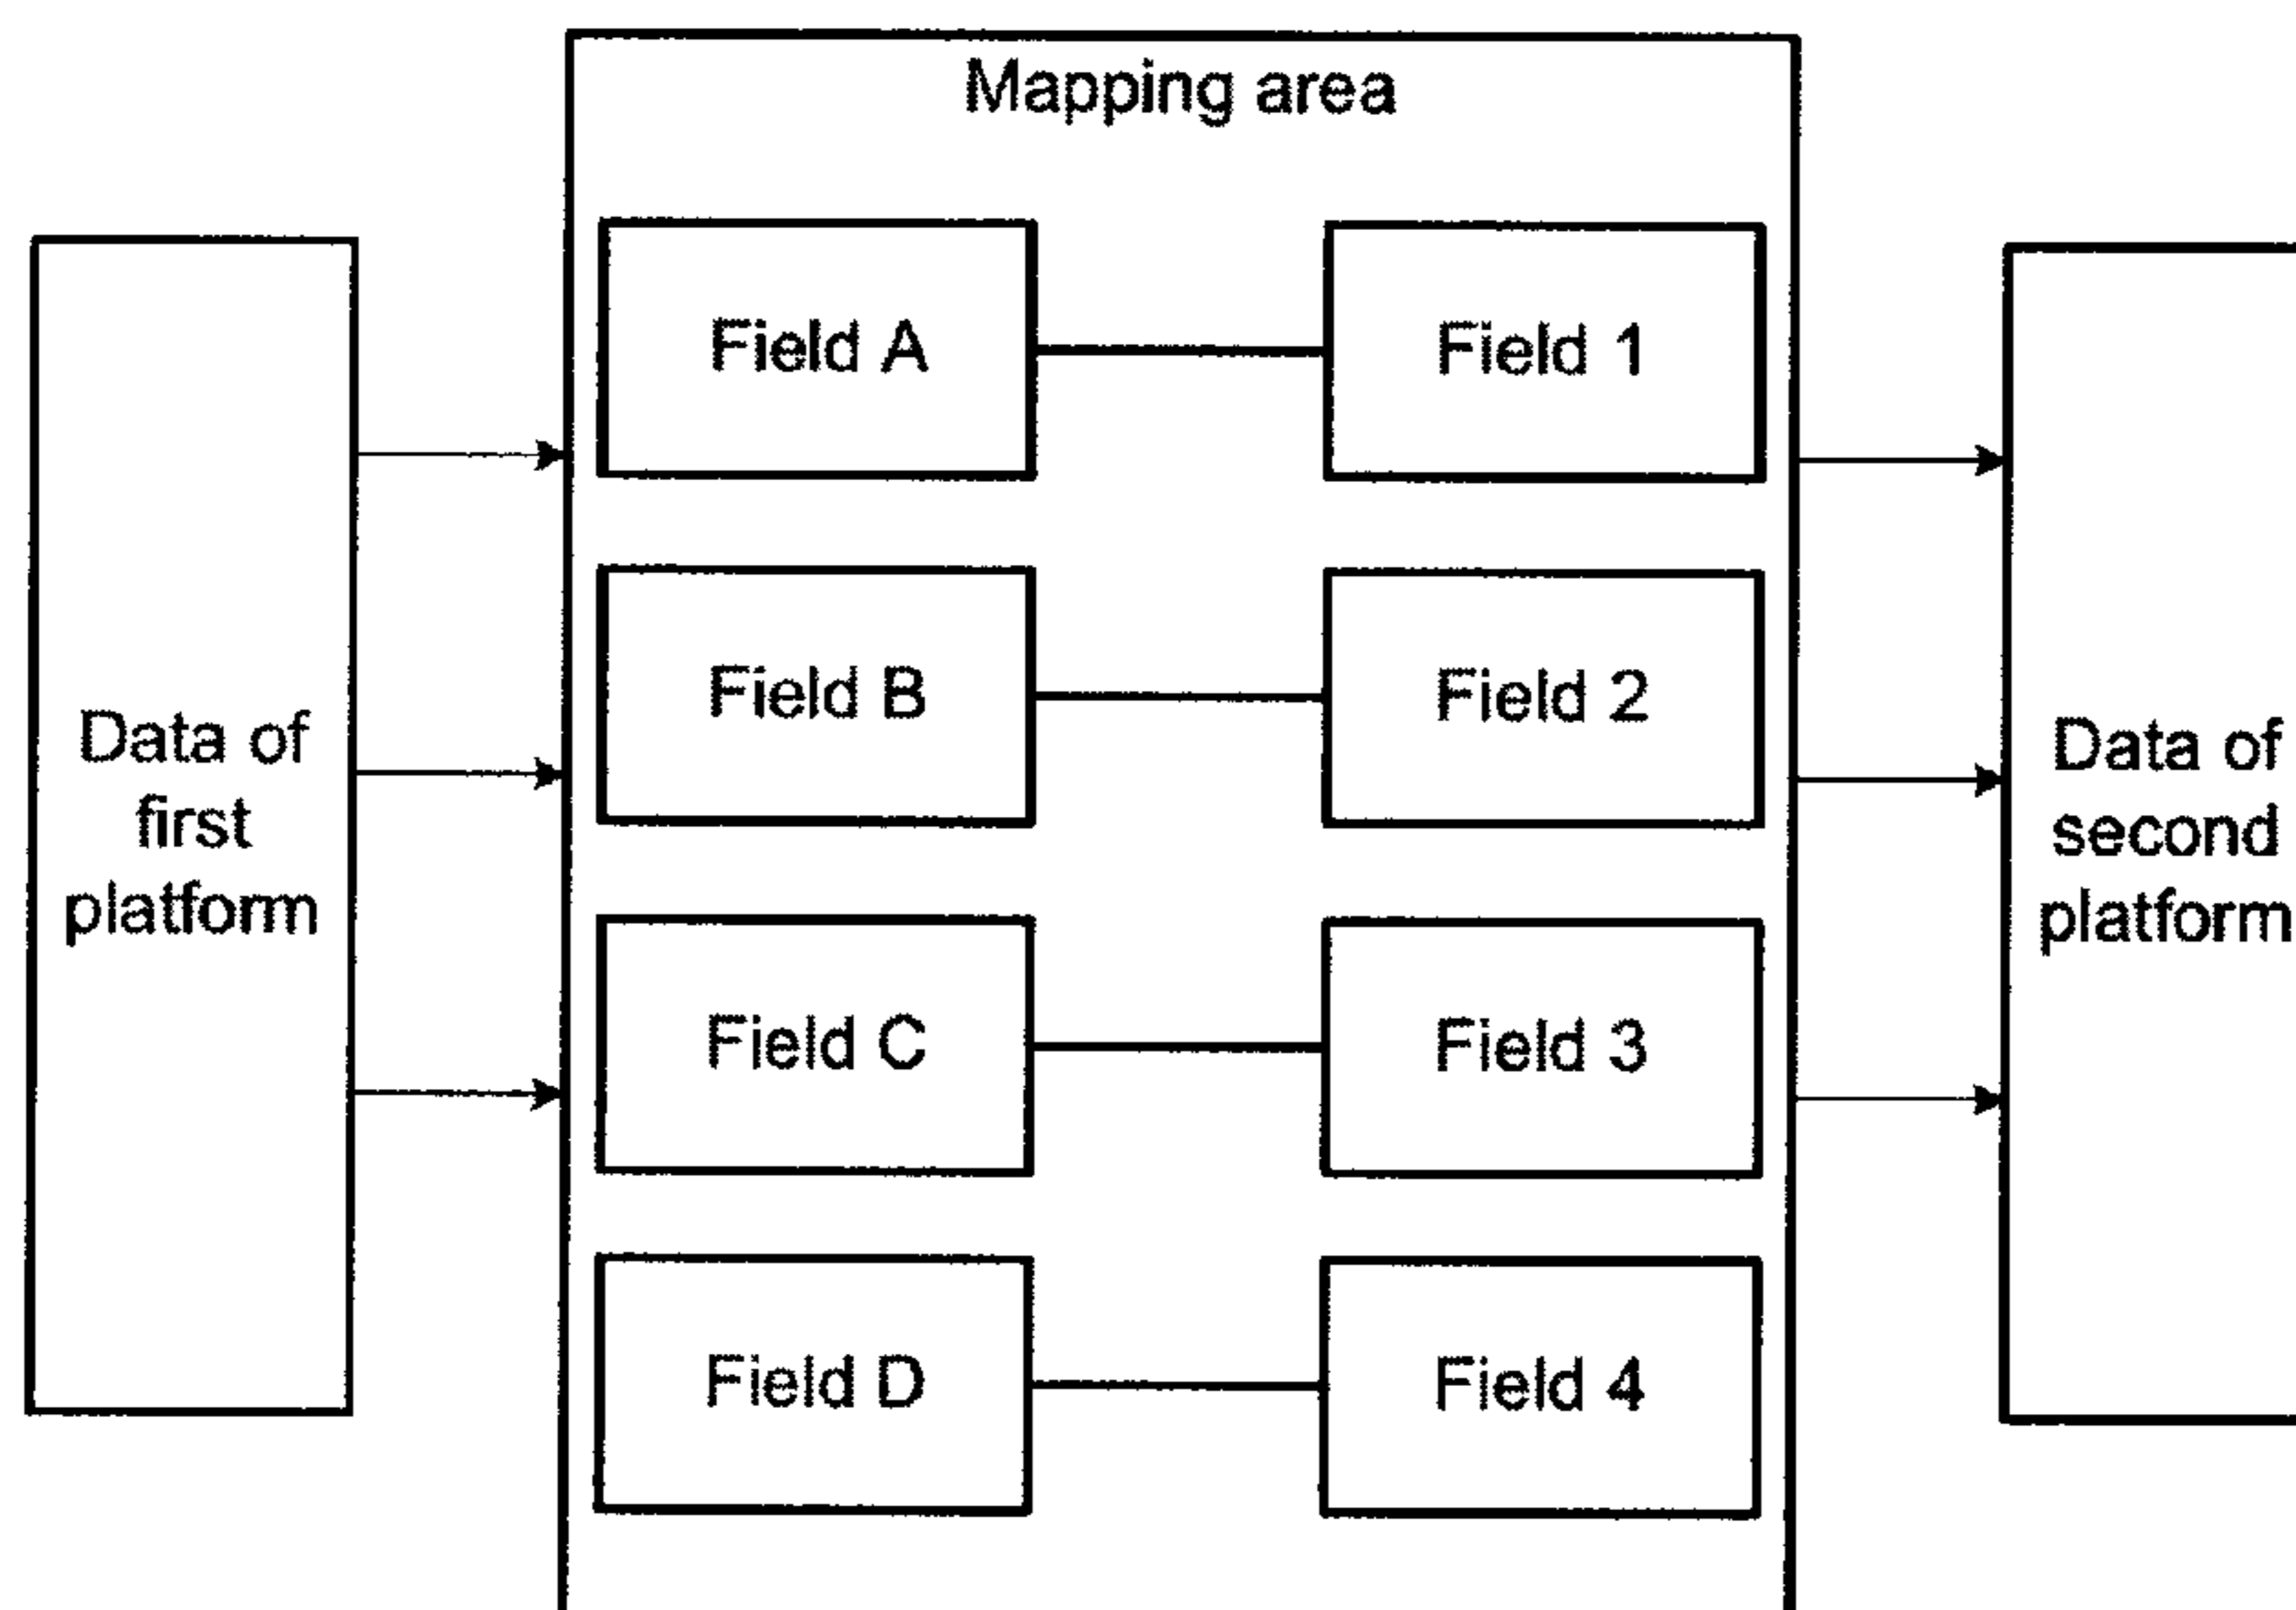 Mapping area
Field A
Field 1
Field B
Field 2
Field C
Field 3
Field D
Field 4
Data of
first
platform
Data of
second
platform